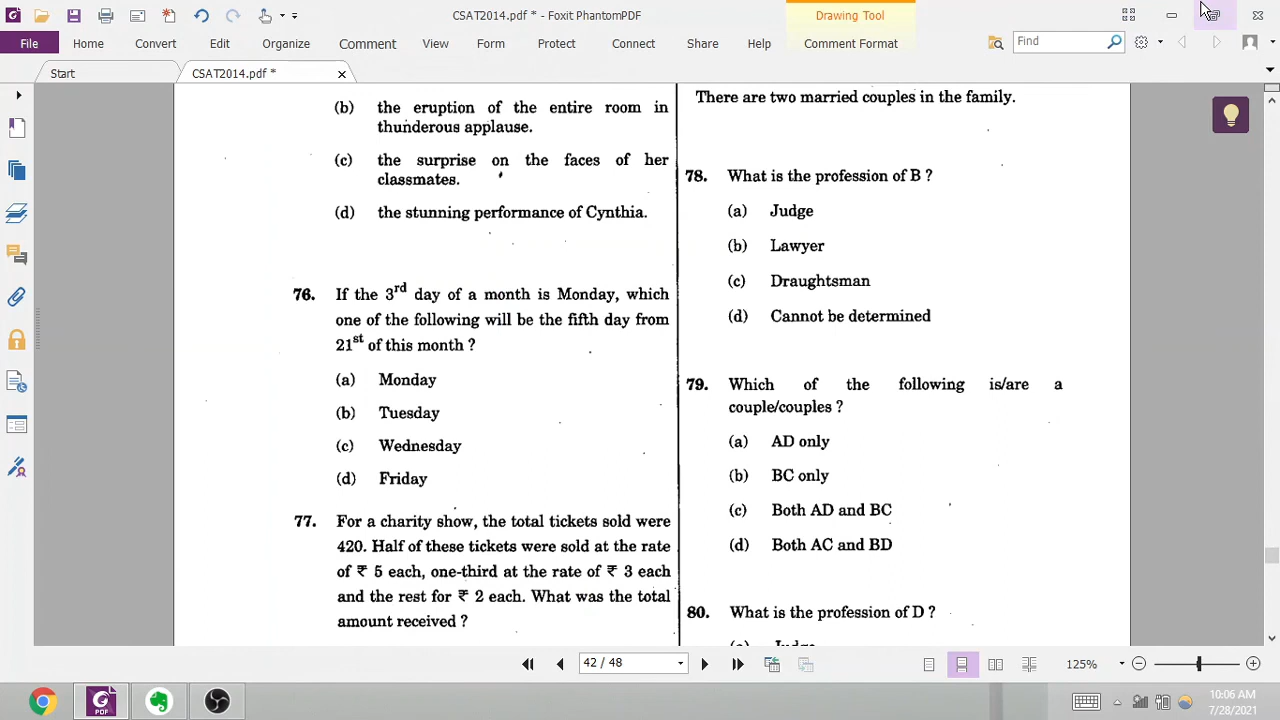 CSAT2014.pdf * - Foxit PhantomPDF
Drawing Tool
File
Home
Convert
Edit
Organize
Comment
View
Form
Protect
Connect
Share
Help
Comment Format
Find
Start
CSAT2014.pdf *
(b) the eruption of the entire room in
thunderous applause.
(c) the surprise on the faces of her
classmates.
(d) the stunning performance of Cynthia.
76. If the 3rd day of a month is Monday, which
one of the following will be the fifth day from
21st of this month ?
(a) Monday
(b) Tuesday
(c) Wednesday
(d) Friday
77. For a charity show, the total tickets sold were
420. Half of these tickets were sold at the rate
of ₹ 5 each, one-third at the rate of ₹ 3 each
and the rest for ₹ 2 each. What was the total
amount received ?
There are two married couples in the family.
78. What is the profession of B ?
(a) Judge
(b) Lawyer
(c) Draughtsman
(d) Cannot be determined
79. Which of the following is/are a
couple/couples ?
(a) AD only
(b) BC only
(c) Both AD and BC
(d) Both AC and BD
80. What is the profession of D ?
(a) Judge
42 / 48
125%
PDF
10:06 AM
7/28/2021